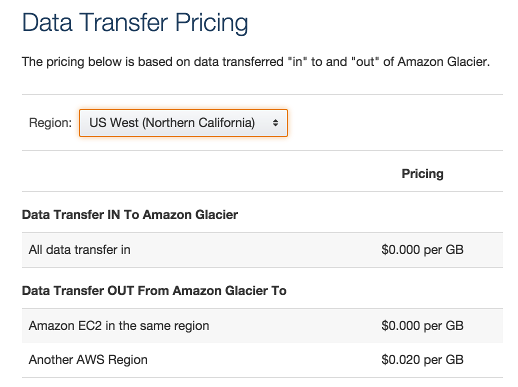 Data Transfer Pricing
The pricing below is based on data transferred "in" to and "out" of Amazon Glacier.
Region: US West (Northern California)
Pricing
Data Transfer IN To Amazon Glacier
All data transfer in $0.000 per GB
Data Transfer OUT From Amazon Glacier To
Amazon EC2 in the same region $0.000 per GB
Another AWS Region $0.020 per GB